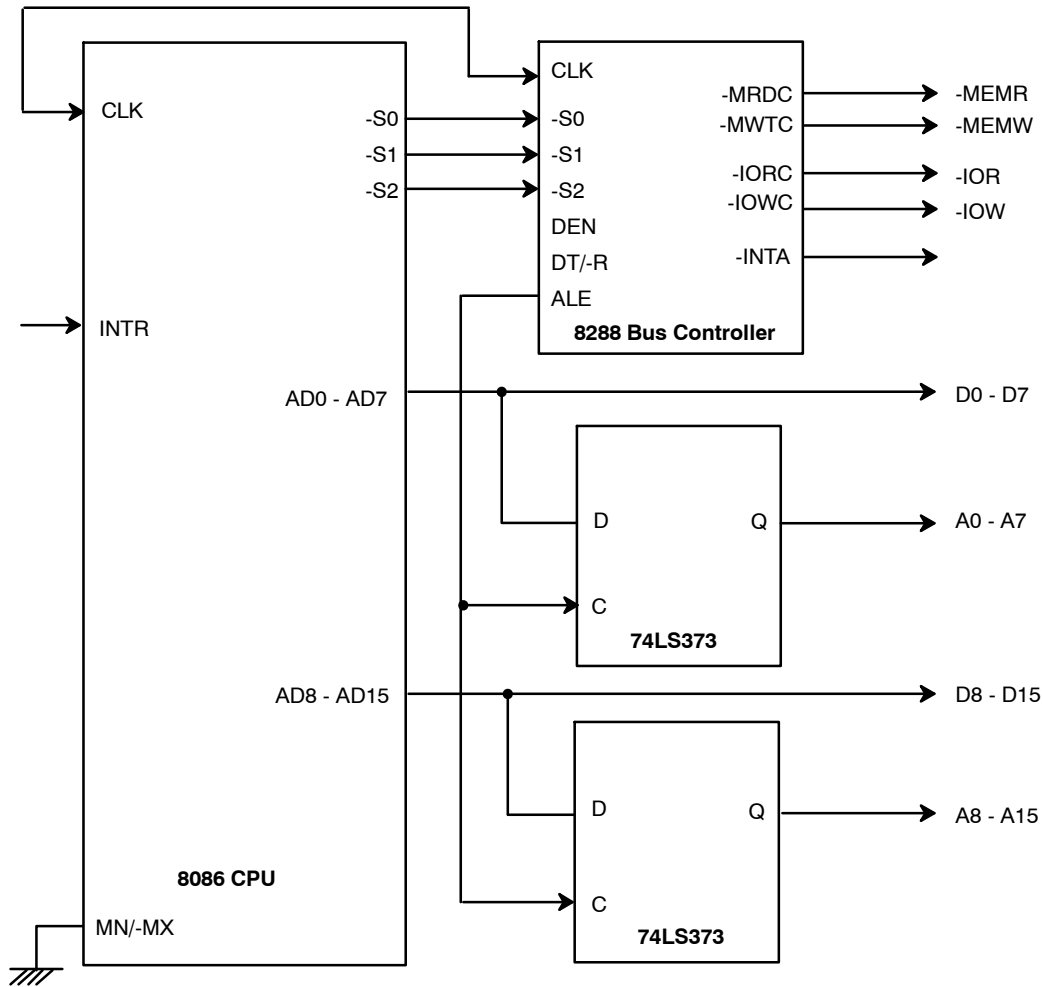 CLK
-S0
-S1
-S2
INTR
AD0 - AD7
AD8 - AD15
8086 CPU
MN/-MX
CLK
-S0
-S1
-S2
DEN
DT/-R
ALE
-MRDC
-MWTC
-IORC
-IOWC
-INTA
8288 Bus Controller
-MEMR
-MEMW
-IOR
-IOW
D0 - D7
D
Q
C
74LS373
A0 - A7
D8 - D15
D
Q
C
74LS373
A8 - A15